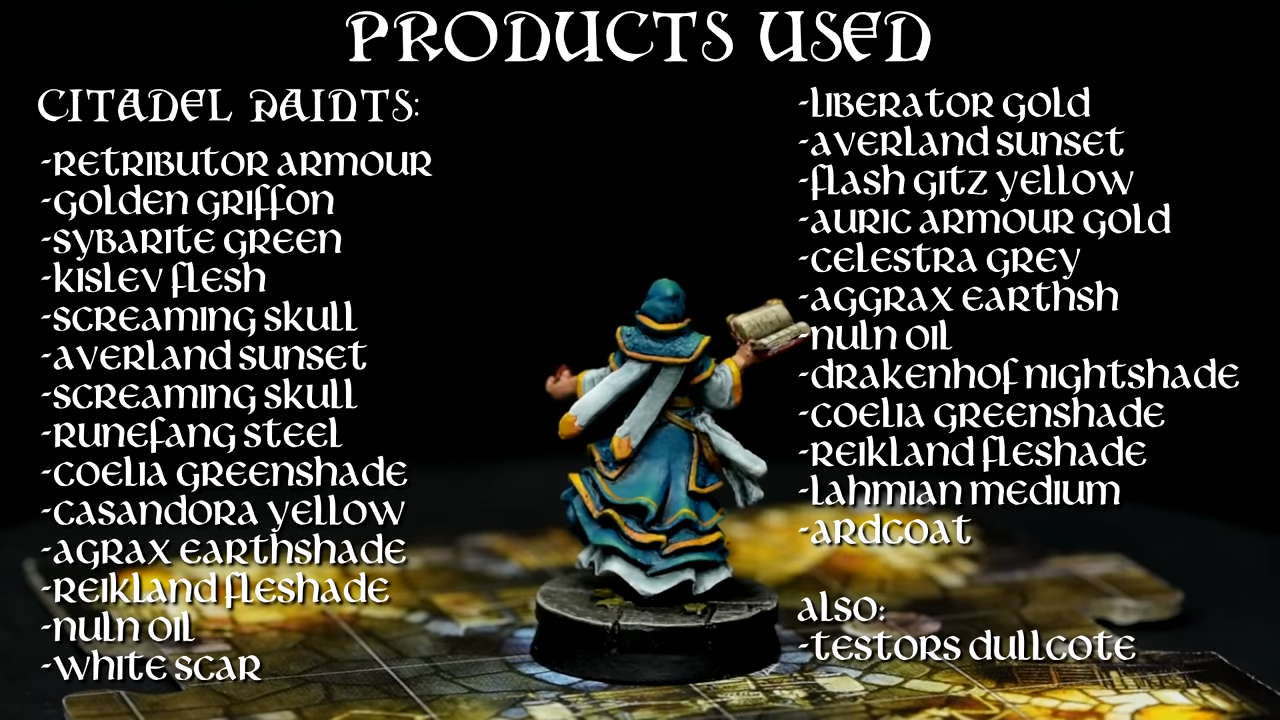 PRODUCTS USED
CITADEL PAINTS:
-RETRIBUTOR ARMOUR
-GOLDEN GRIFFON
-SYBARITE GREEN
-KISLEV FLESH
-SCREAMING SKULL
-AVERLAND SUNSET
-SCREAMING SKULL
-RUNEFANG STEEL
-COELIA GREENSHADE
-CASANDORA YELLOW
-AGRAX EARTHSHADE
-REIKLAND FLESHADE
-NULN OIL
-WHITE SCAR
-LIBERATOR GOLD
-AVERLAND SUNSET
-FLASH GITZ YELLOW
-AURIC ARMOUR GOLD
-CELESTRA GREY
-AGGRAX EARTHSH
-NULN OIL
-DRAKENHOF NIGHTSHADE
-COELIA GREENSHADE
-REIKLAND FLESHADE
-LAHMIAN MEDIUM
-ARDCOAT
ALSO:
-TESTORS DULLCOTE